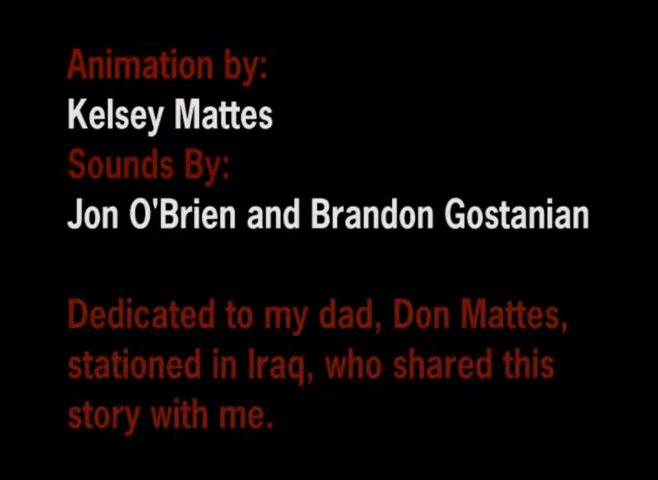 Animation by:
Kelsey Mattes
Sounds By:
Jon O'Brien and Brandon Gostanian
Dedicated to my dad, Don Mattes,
stationed in Iraq, who shared this
story with me.